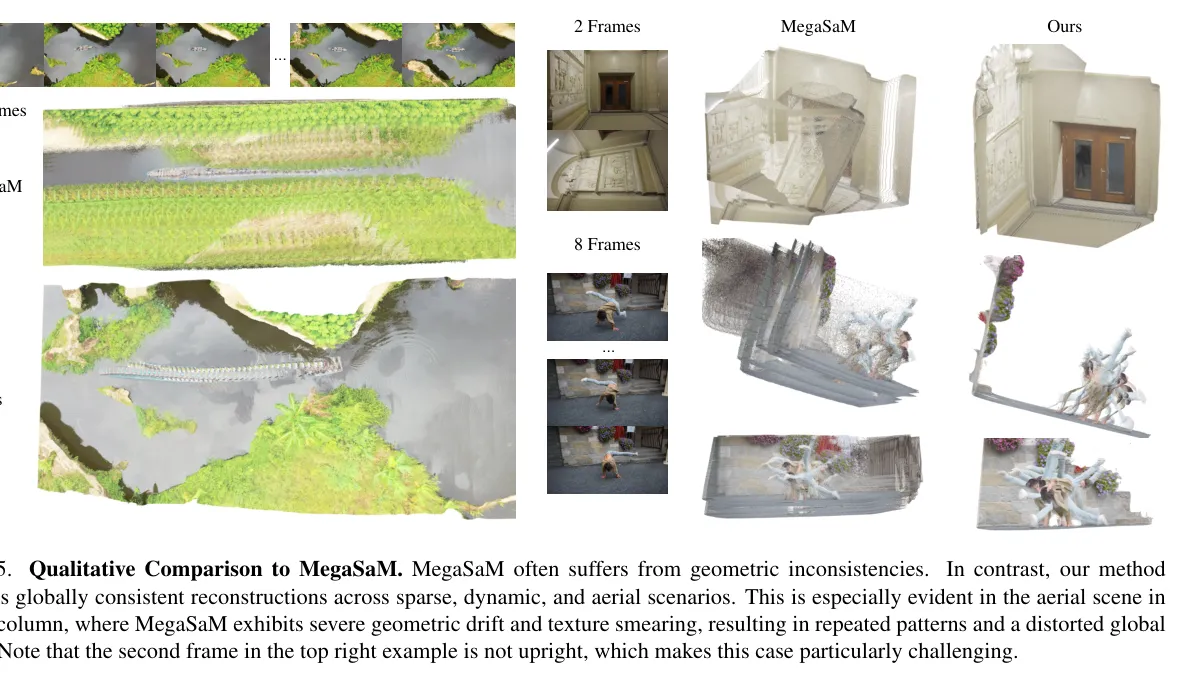 2 Frames
MegaSaM
Ours
...
mes
aM
8 Frames
...
s
5. Qualitative Comparison to MegaSaM. MegaSaM often suffers from geometric inconsistencies. In contrast, our method
s globally consistent reconstructions across sparse, dynamic, and aerial scenarios. This is especially evident in the aerial scene in
column, where MegaSaM exhibits severe geometric drift and texture smearing, resulting in repeated patterns and a distorted global
Note that the second frame in the top right example is not upright, which makes this case particularly challenging.